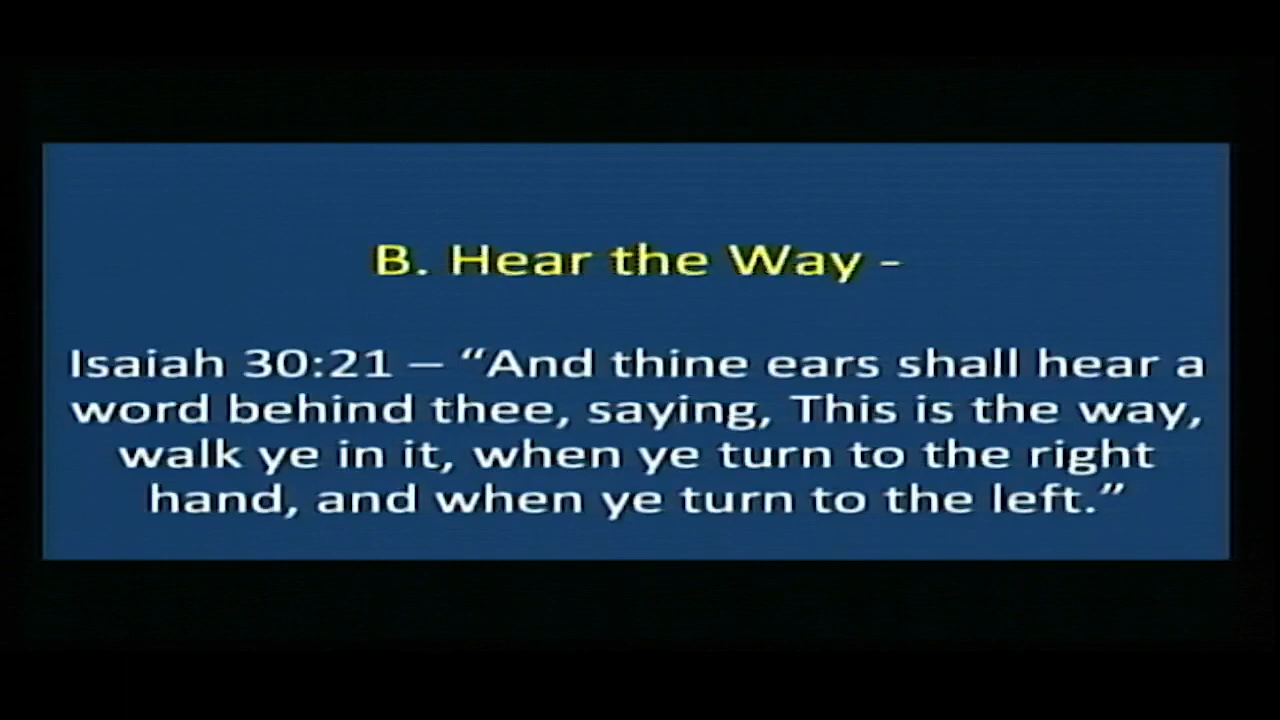 B. Hear the Way -
Isaiah 30:21 – “And thine ears shall hear a
word behind thee, saying, This is the way,
walk ye in it, when ye turn to the right
hand, and when ye turn to the left.”